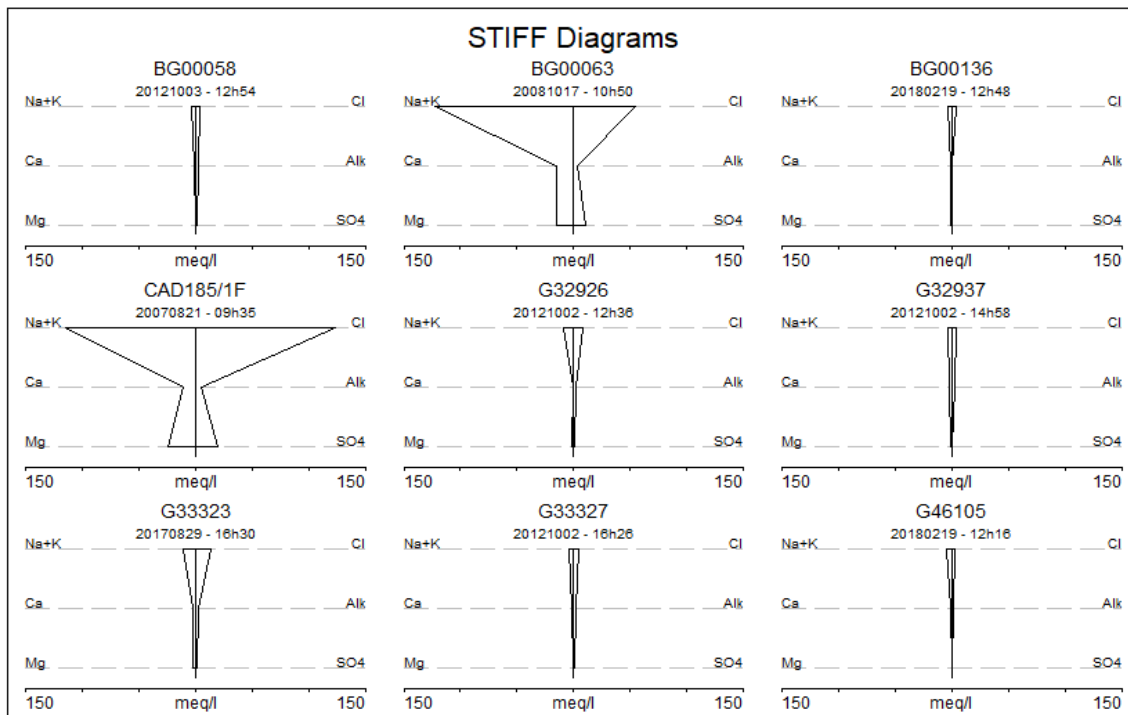 STIFF Diagrams
BG00058
20121003 - 12h54
Na+K Cl
Ca Alk
Mg SO4
150 meq/l 150
BG00063
20081017 - 10h50
Na+K Cl
Ca Alk
Mg SO4
150 meq/l 150
BG00136
20180219 - 12h48
Na+K Cl
Ca Alk
Mg SO4
150 meq/l 150
CAD185/1F
20070821 - 09h35
Na+K Cl
Ca Alk
Mg SO4
150 meq/l 150
G32926
20121002 - 12h36
Na+K Cl
Ca Alk
Mg SO4
150 meq/l 150
G32937
20121002 - 14h58
Na+K Cl
Ca Alk
Mg SO4
150 meq/l 150
G33323
20170829 - 16h30
Na+K Cl
Ca Alk
Mg SO4
150 meq/l 150
G33327
20121002 - 16h26
Na+K Cl
Ca Alk
Mg SO4
150 meq/l 150
G46105
20180219 - 12h16
Na+K Cl
Ca Alk
Mg SO4
150 meq/l 150